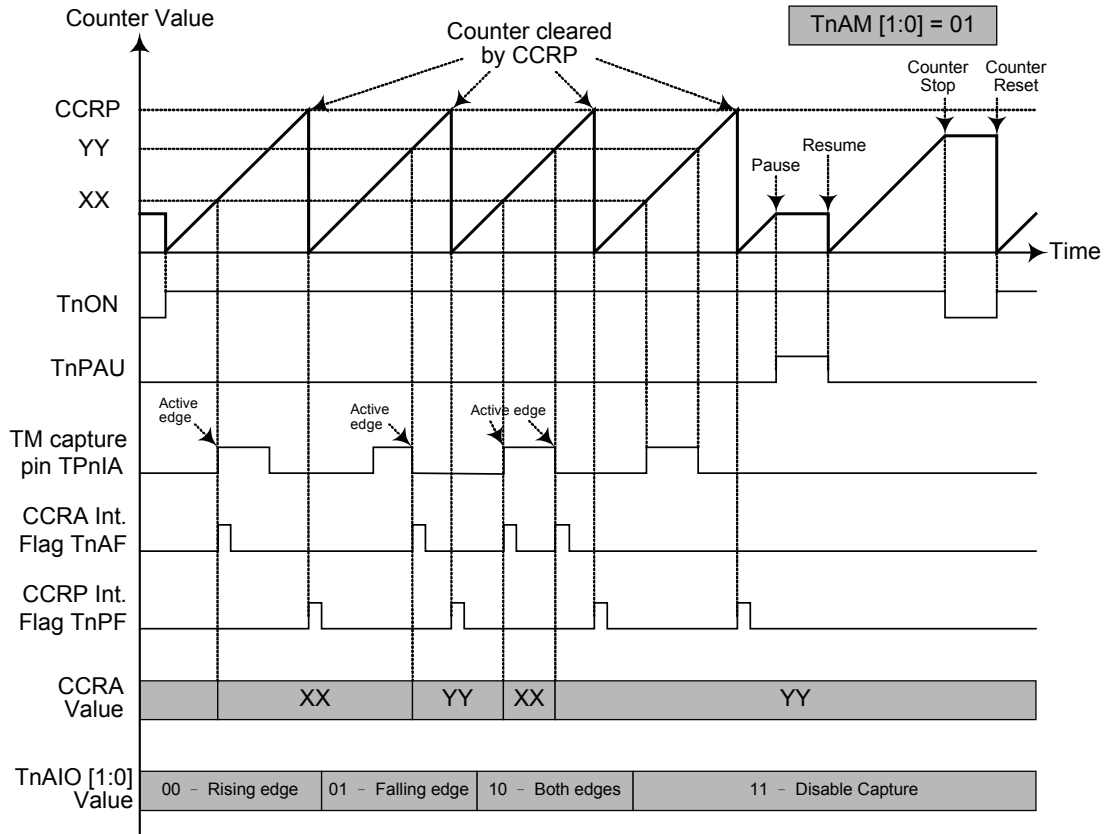 Counter Value
TnAM [1:0] = 01
Counter cleared
by CCRP
Counter
Stop
Counter
Reset
CCRP
YY
Resume
Pause
XX
Time
TnON
TnPAU
Active
edge
Active
edge
Active edge
TM capture
pin TPnIA
CCRA Int.
Flag TnAF
CCRP Int.
Flag TnPF
CCRA
Value
XX
YY
XX
YY
TnAIO [1:0]
Value
00 – Rising edge
01 – Falling edge
10 – Both edges
11 – Disable Capture